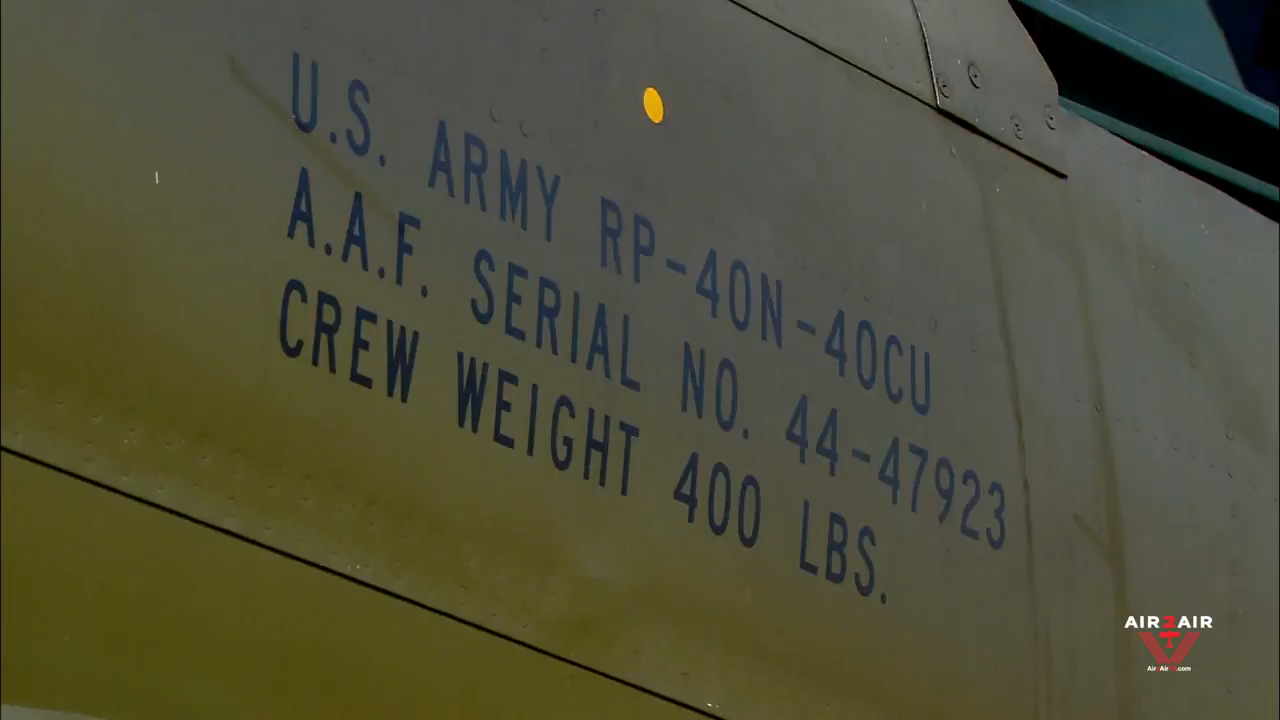 U.S. ARMY RP-40N-40CU
A.A.F. SERIAL NO. 44-47923
CREW WEIGHT 400 LBS.
AIR2AIR